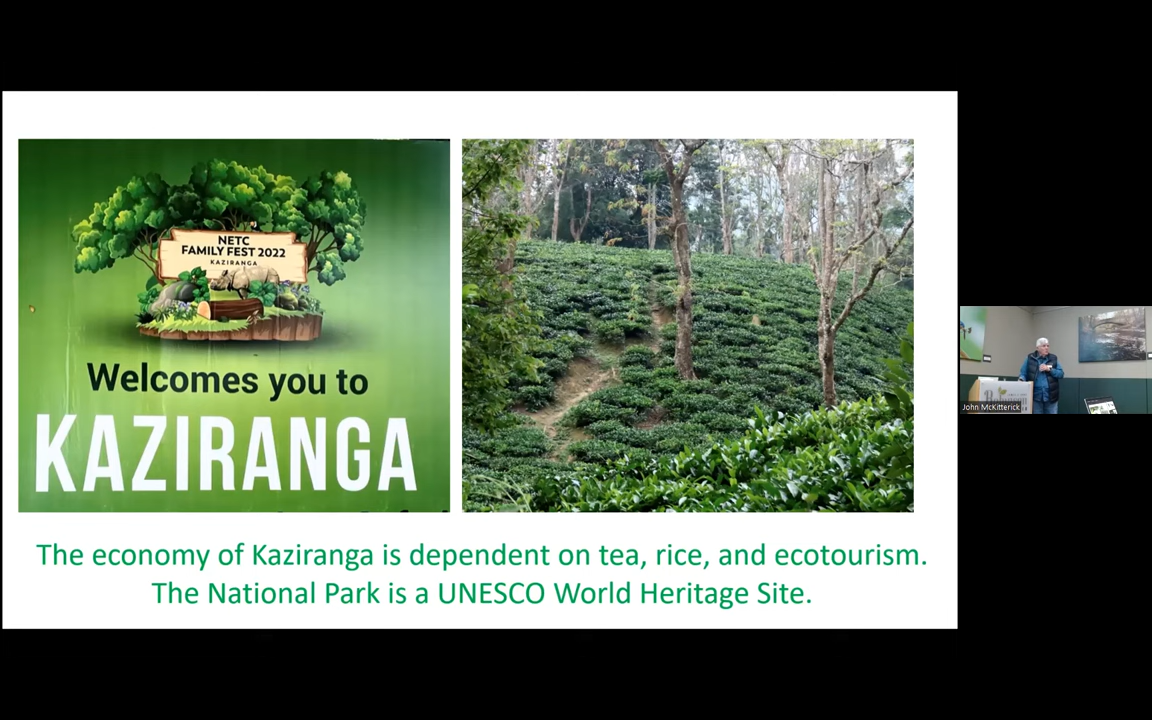 NETC
FAMILY FEST 2022
KAZIRANGA
Welcomes you to
KAZIRANGA
The economy of Kaziranga is dependent on tea, rice, and ecotourism.
The National Park is a UNESCO World Heritage Site.
John McKitterick